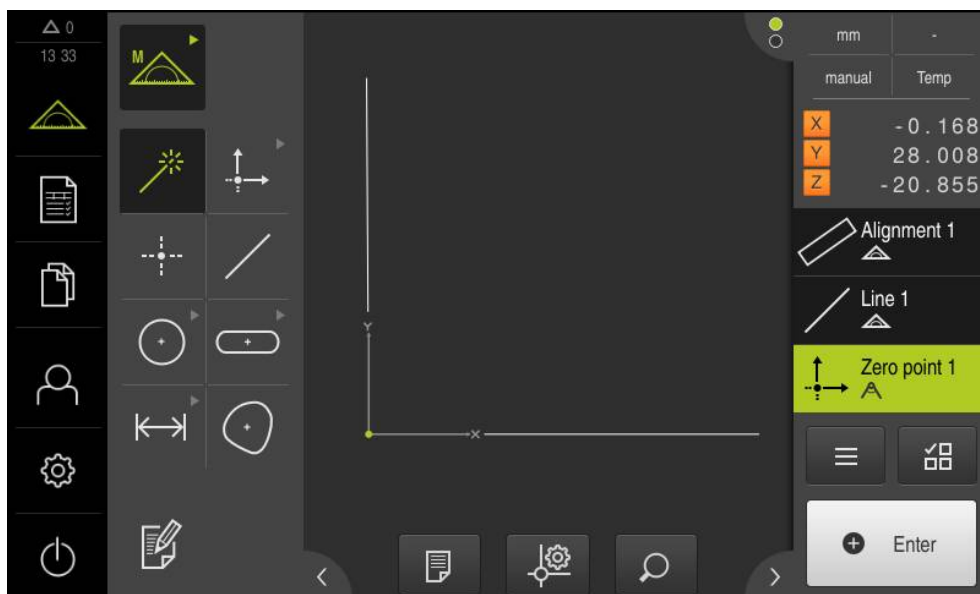 0
13 33
M
mm -
manual Temp
X -0.168
Y 28.008
Z -20.855
Alignment 1
Line 1
Zero point 1
Y
X
Enter